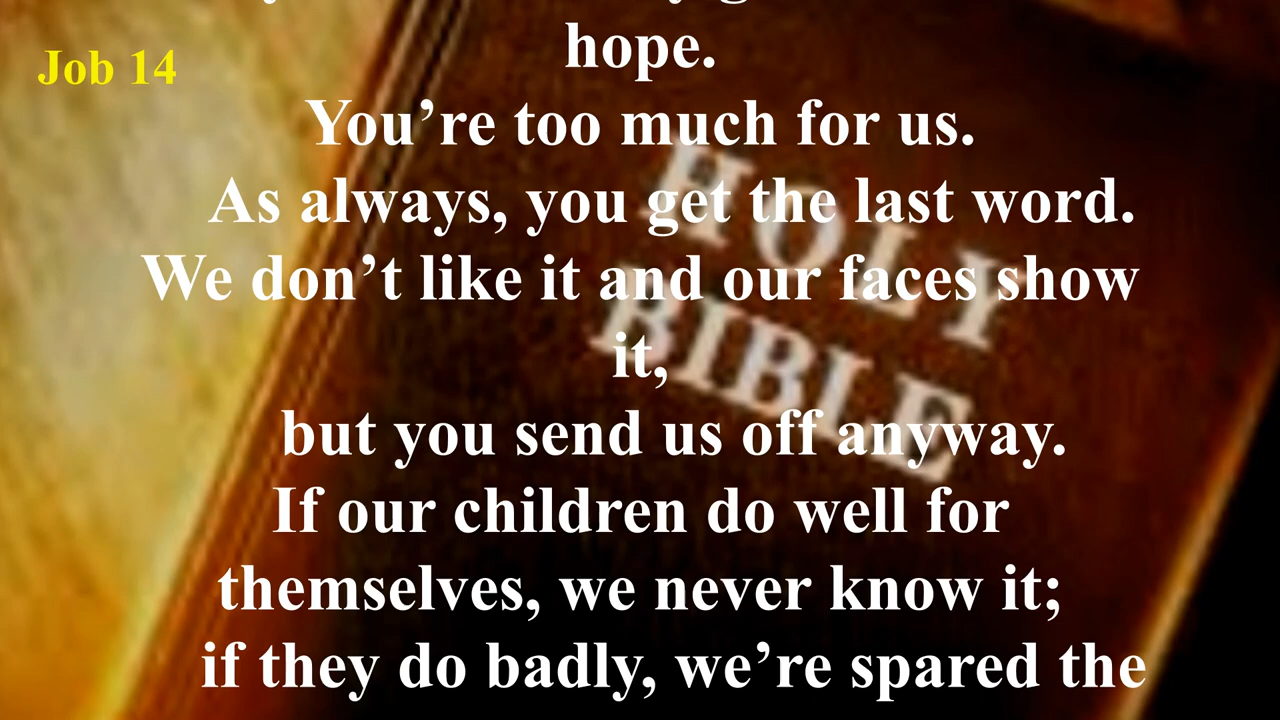 Job 14
hope.
You’re too much for us.
As always, you get the last word.
We don’t like it and our faces show
it,
but you send us off anyway.
If our children do well for
themselves, we never know it;
if they do badly, we’re spared the
HOLY
BIBLE